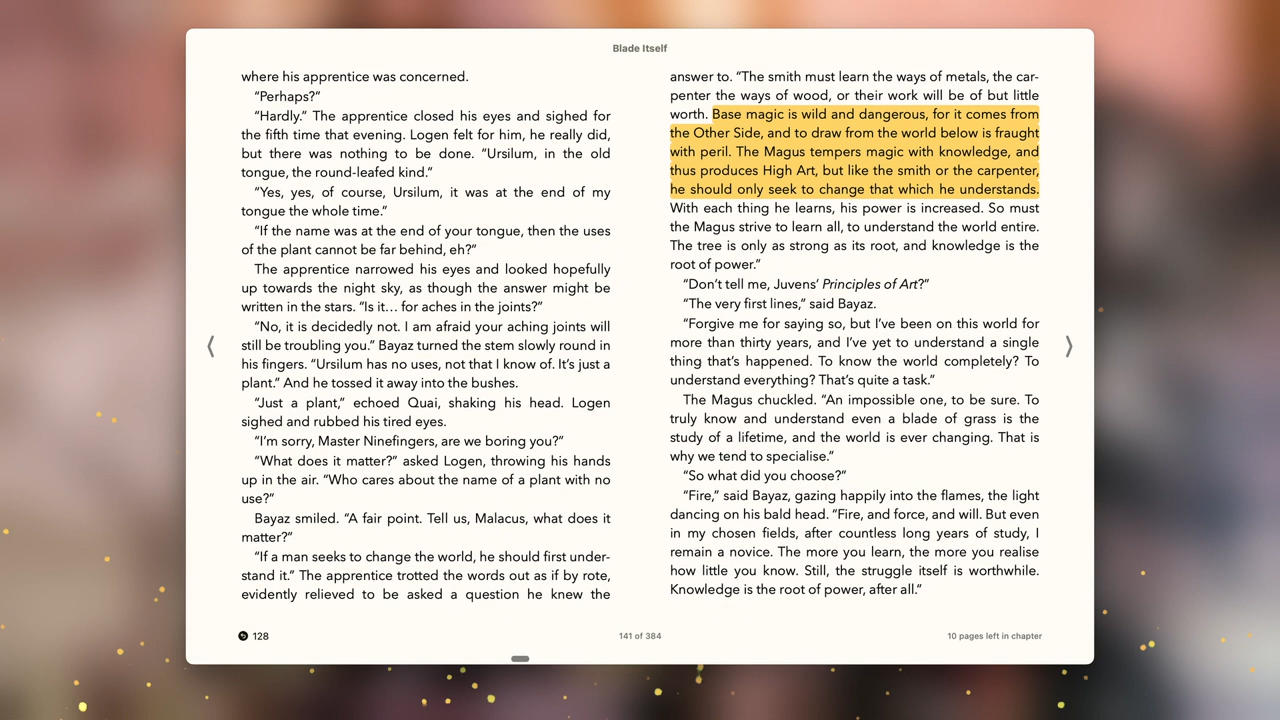 Blade Itself
where his apprentice was concerned.
“Perhaps?”
“Hardly.” The apprentice closed his eyes and sighed for
the fifth time that evening. Logen felt for him, he really did,
but there was nothing to be done. “Ursilum, in the old
tongue, the round-leafed kind.”
“Yes, yes, of course, Ursilum, it was at the end of my
tongue the whole time.”
“If the name was at the end of your tongue, then the uses
of the plant cannot be far behind, eh?”
The apprentice narrowed his eyes and looked hopefully
up towards the night sky, as though the answer might be
written in the stars. “Is it… for aches in the joints?”
“No, it is decidedly not. I am afraid your aching joints will
still be troubling you.” Bayaz turned the stem slowly round in
his fingers. “Ursilum has no uses, not that I know of. It’s just a
plant.” And he tossed it away into the bushes.
“Just a plant,” echoed Quai, shaking his head. Logen
sighed and rubbed his tired eyes.
“I’m sorry, Master Ninefingers, are we boring you?”
“What does it matter?” asked Logen, throwing his hands
up in the air. “Who cares about the name of a plant with no
use?”
Bayaz smiled. “A fair point. Tell us, Malacus, what does it
matter?”
“If a man seeks to change the world, he should first under-
stand it.” The apprentice trotted the words out as if by rote,
evidently relieved to be asked a question he knew the
answer to. “The smith must learn the ways of metals, the car-
penter the ways of wood, or their work will be of but little
worth. Base magic is wild and dangerous, for it comes from
the Other Side, and to draw from the world below is fraught
with peril. The Magus tempers magic with knowledge, and
thus produces High Art, but like the smith or the carpenter,
he should only seek to change that which he understands.
With each thing he learns, his power is increased. So must
the Magus strive to learn all, to understand the world entire.
The tree is only as strong as its root, and knowledge is the
root of power.”
“Don’t tell me, Juvens’ Principles of Art?”
“The very first lines,” said Bayaz.
“Forgive me for saying so, but I’ve been on this world for
more than thirty years, and I’ve yet to understand a single
thing that’s happened. To know the world completely? To
understand everything? That’s quite a task.”
The Magus chuckled. “An impossible one, to be sure. To
truly know and understand even a blade of grass is the
study of a lifetime, and the world is ever changing. That is
why we tend to specialise.”
“So what did you choose?”
“Fire,” said Bayaz, gazing happily into the flames, the light
dancing on his bald head. “Fire, and force, and will. But even
in my chosen fields, after countless long years of study, I
remain a novice. The more you learn, the more you realise
how little you know. Still, the struggle itself is worthwhile.
Knowledge is the root of power, after all.”
128
141 of 384
10 pages left in chapter